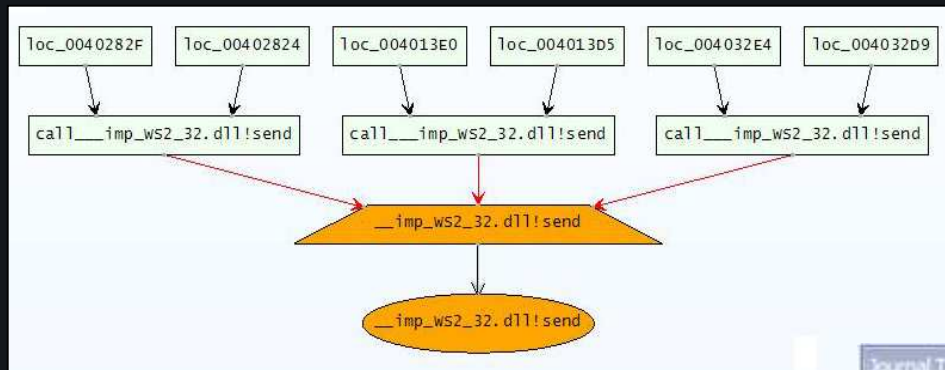 loc_0040282F loc_00402824 loc_004013E0 loc_004013D5 loc_004032E4 loc_004032D9
call___imp_WS2_32.dll!send call___imp_WS2_32.dll!send call___imp_WS2_32.dll!send
__imp_WS2_32.dll!send
__imp_WS2_32.dll!send
Journal